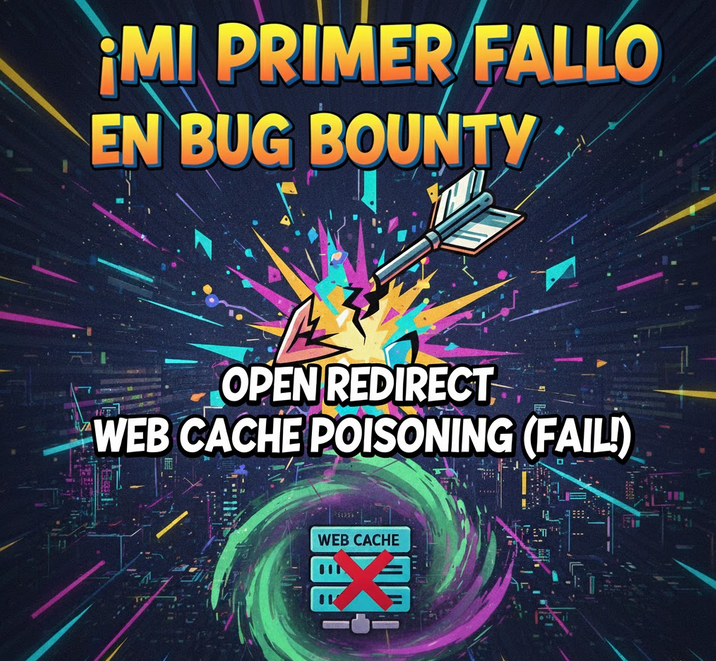 ¡MI PRIMER FALLO
EN BUG BOUNTY
OPEN REDIRECT
WEB CACHE POISONING (FAIL!)
WEB CACHE